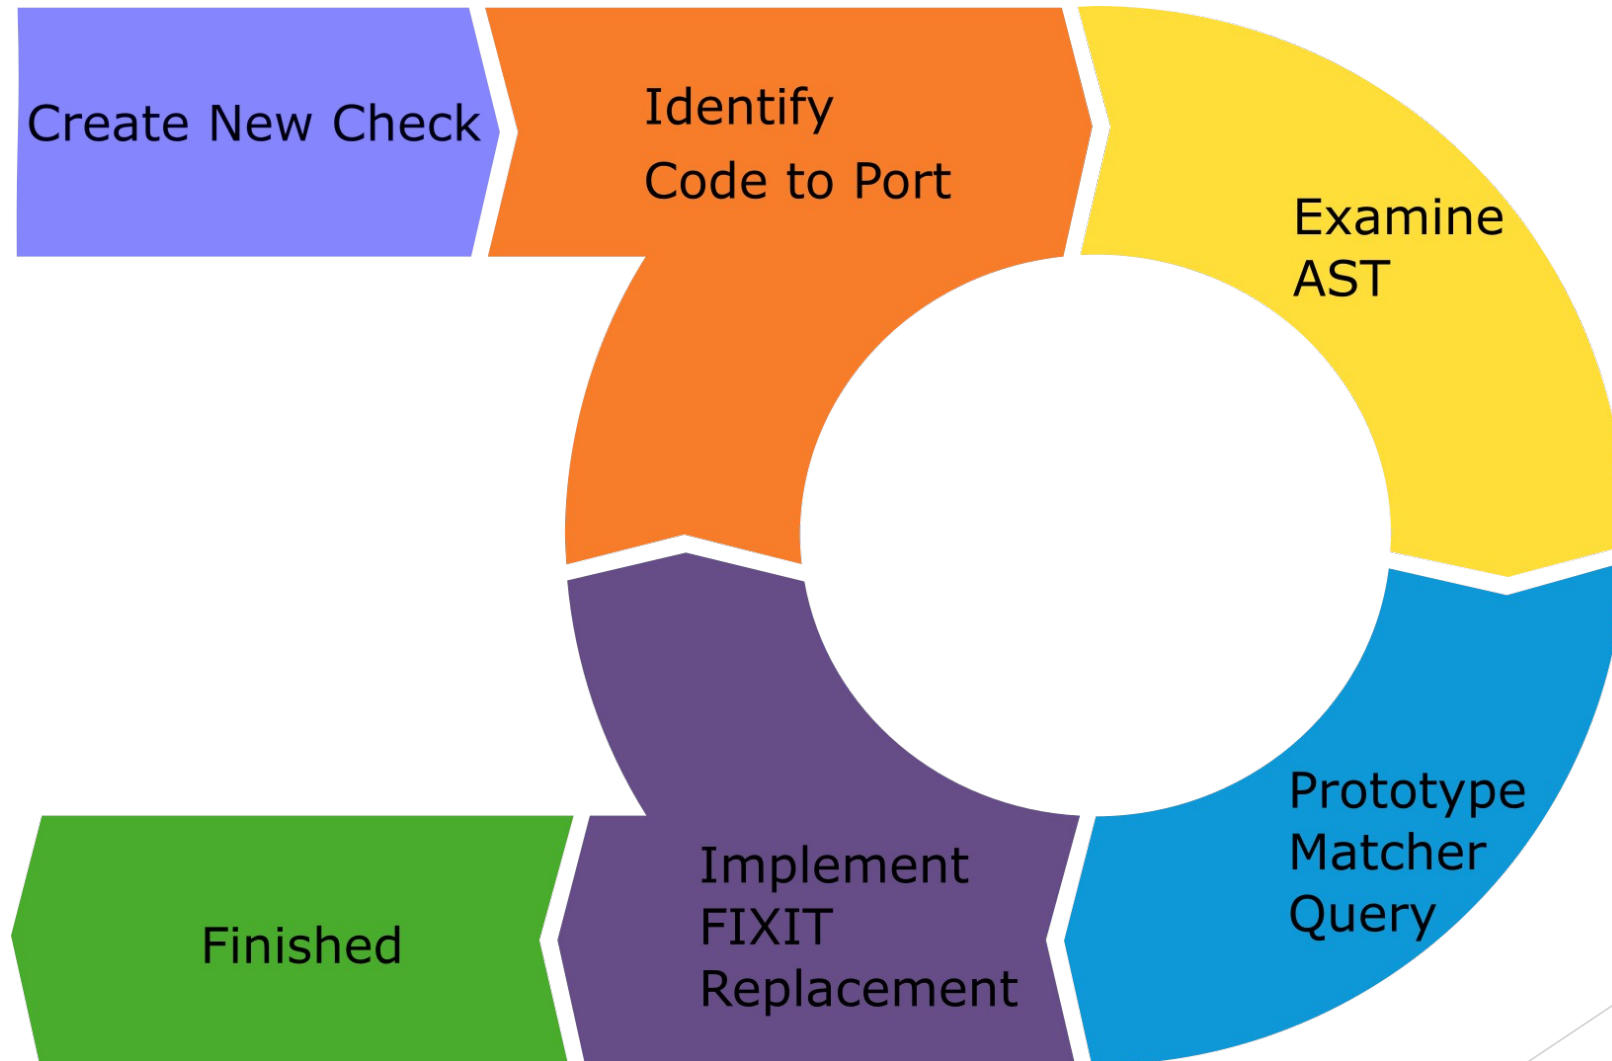 Create New Check
Identify
Code to Port
Examine
AST
Prototype
Matcher
Query
Implement
FIXIT
Replacement
Finished